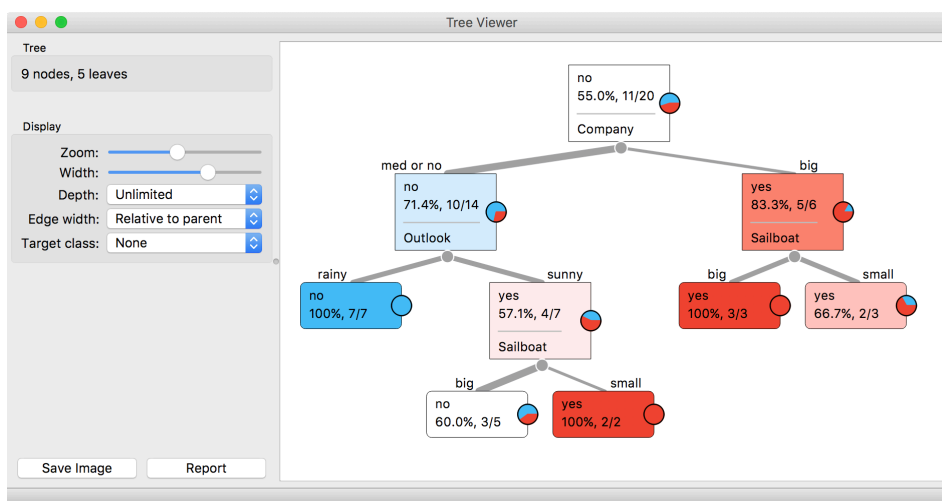 Tree Viewer
Tree
9 nodes, 5 leaves
Display
Zoom:
Width:
Depth: Unlimited
Edge width: Relative to parent
Target class: None
Save Image
Report
no
55.0%, 11/20
Company
med or no
big
no
71.4%, 10/14
Outlook
yes
83.3%, 5/6
Sailboat
rainy
sunny
big
small
no
100%, 7/7
yes
57.1%, 4/7
Sailboat
yes
100%, 3/3
yes
66.7%, 2/3
big
small
no
60.0%, 3/5
yes
100%, 2/2